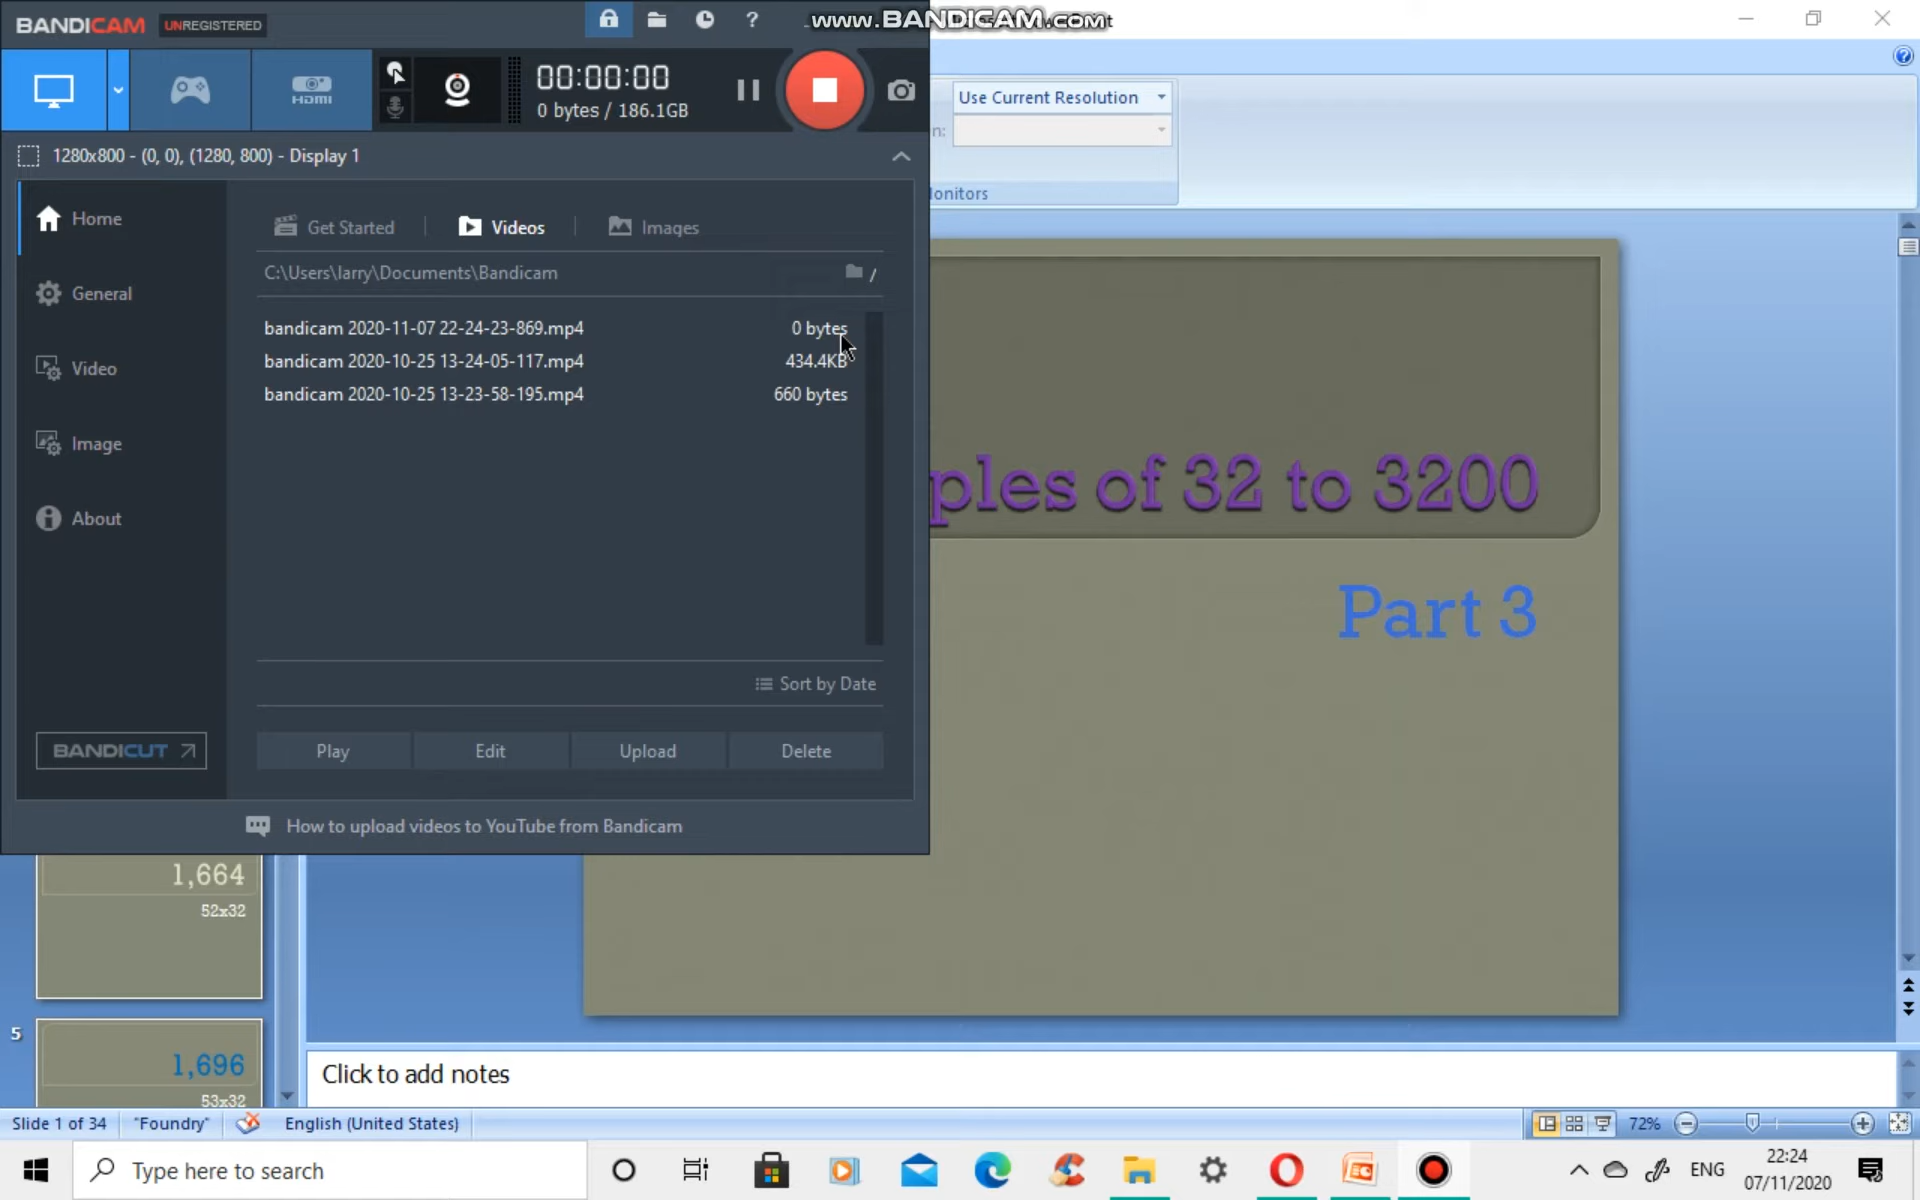 BANDICAM UNREGISTERED
www.BANDICAM.com
HDMI
00:00:00
0 bytes / 186.1GB
Use Current Resolution
n:
1280x800 - (0, 0), (1280, 800) - Display 1
Ionitors
Home
General
Video
Image
About
BANDICUT
Get Started
Videos
Images
C:\Users\larry\Documents\Bandicam
/
bandicam 2020-11-07 22-24-23-869.mp4 0 bytes
bandicam 2020-10-25 13-24-05-117.mp4 434.4KB
bandicam 2020-10-25 13-23-58-195.mp4 660 bytes
Sort by Date
Play Edit Upload Delete
How to upload videos to YouTube from Bandicam
ples of 32 to 3200
Part 3
1,664
52x32
5
1,696
53x32
Click to add notes
Slide 1 of 34 "Foundry" English (United States) 72%
Type here to search
ENG
22:24
07/11/2020